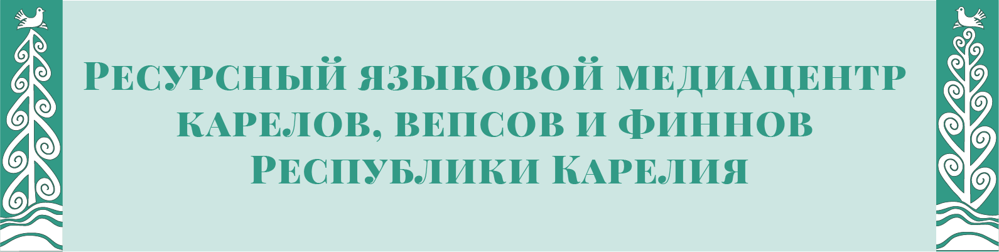 Ресурсный языковой медиацентр
карелов, вепсов и финнов
Республики Карелия